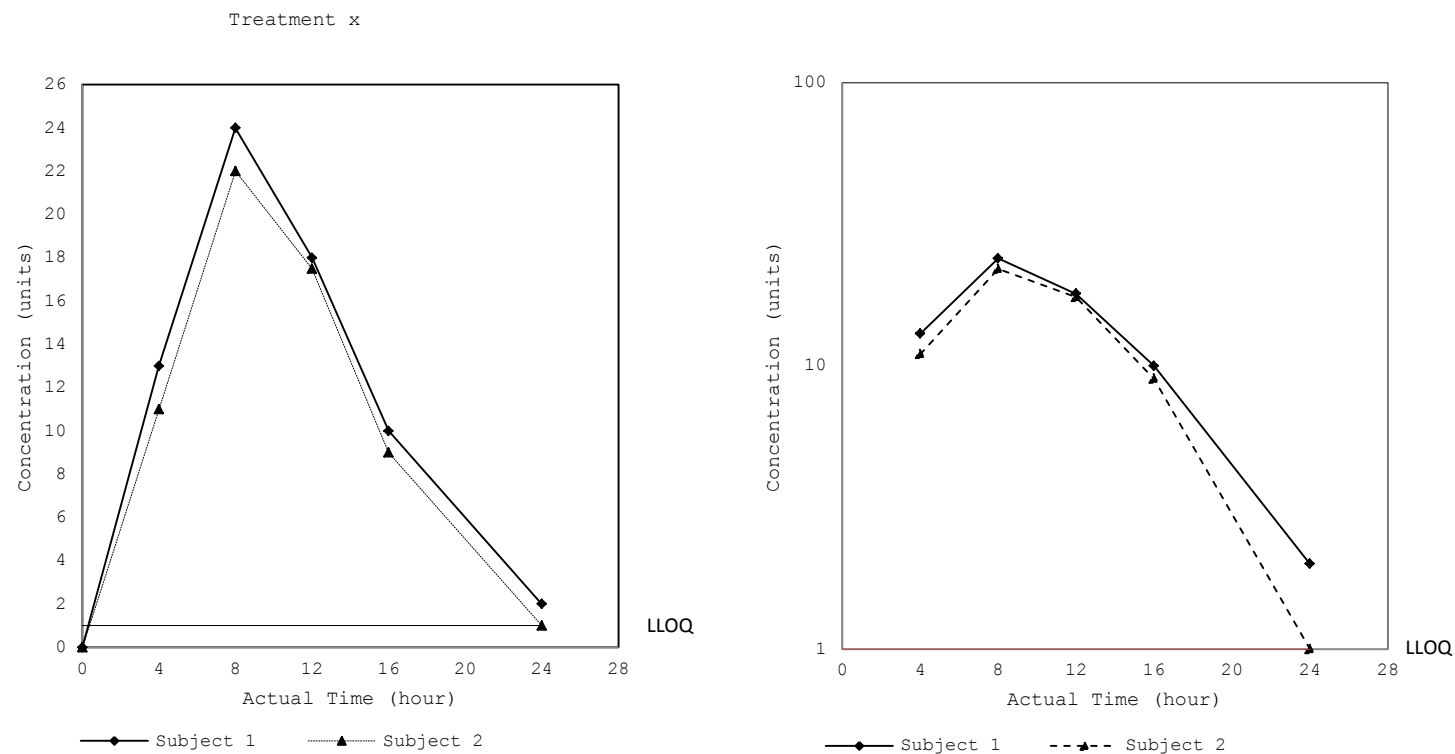 Treatment x
26
24
22
20
18
16
14
12
10
8
6
4
2
0
Concentration (units)
0 4 8 12 16 20 24 28
Actual Time (hour)
LLOQ
Subject 1 Subject 2
100
10
1
Concentration (units)
0 4 8 12 16 20 24 28
Actual Time (hour)
LLOQ
Subject 1 Subject 2